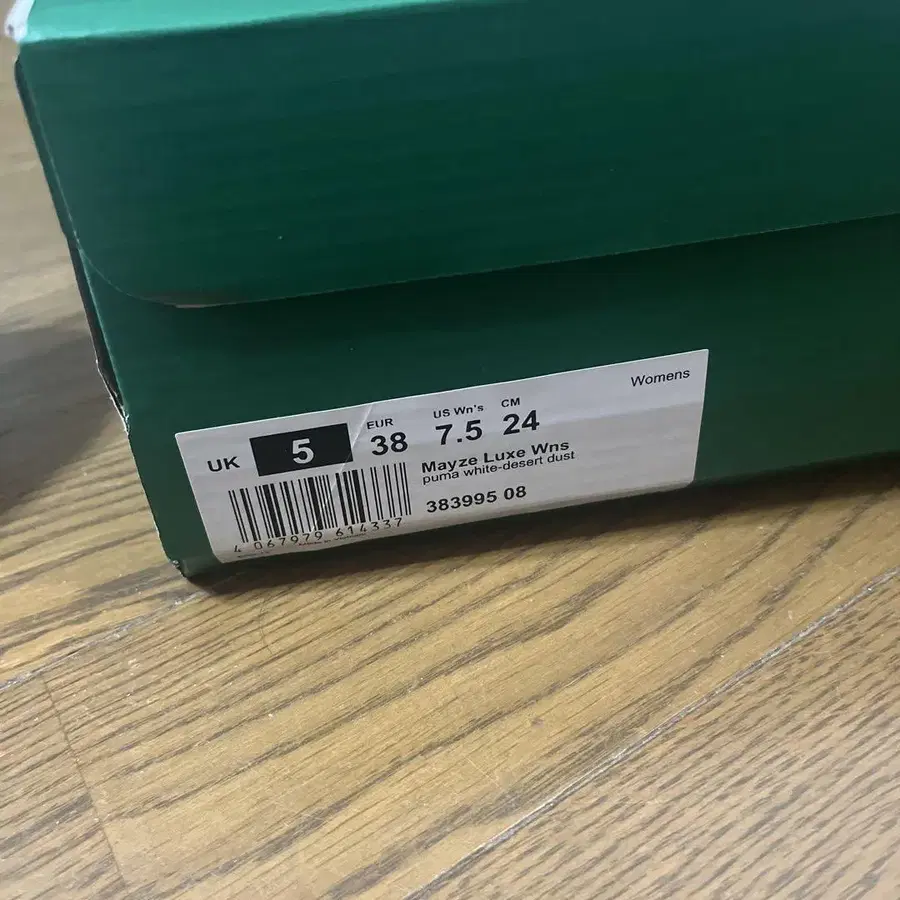 Womens
UK 5
EUR 38
US Wn's 7.5
CM 24
Mayze Luxe Wns
puma white-desert dust
383995 08
4 067979 614337